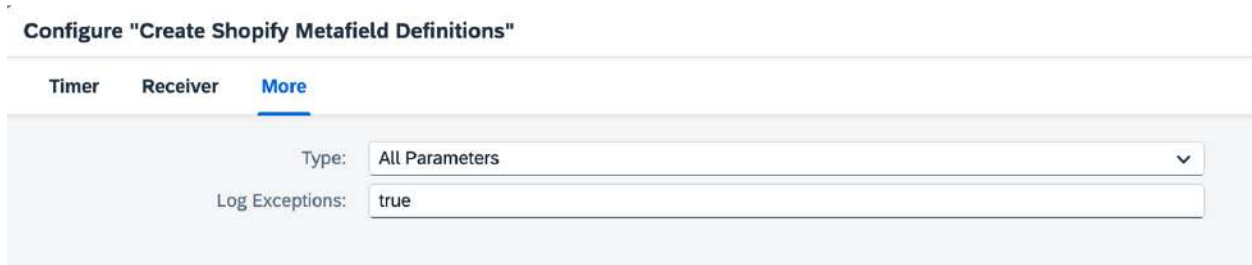 Configure "Create Shopify Metafield Definitions"
Timer Receiver More
Type: All Parameters
Log Exceptions: true